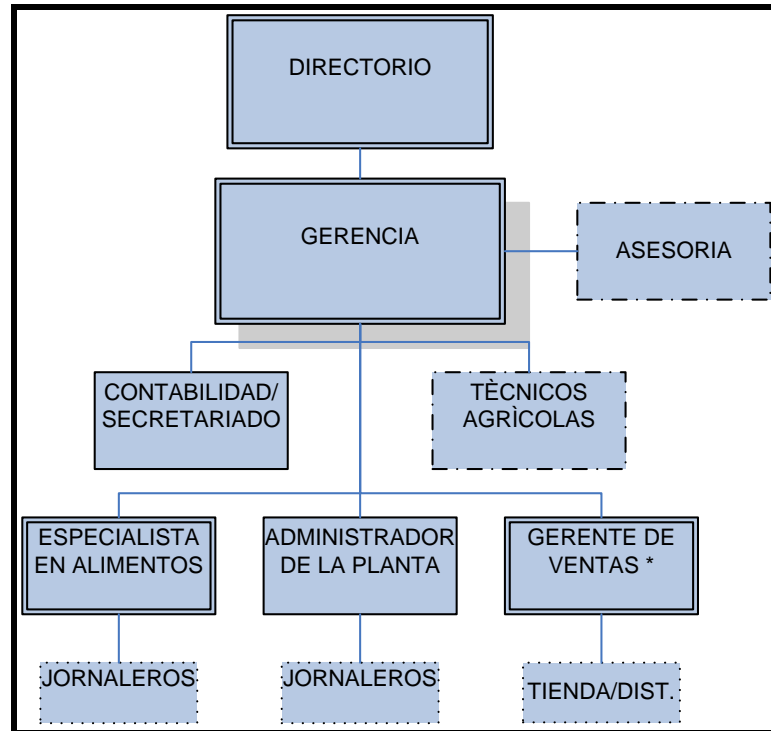 DIRECTORIO
GERENCIA
ASESORIA
CONTABILIDAD/
SECRETARIADO
TÈCNICOS
AGRÌCOLAS
ESPECIALISTA
EN ALIMENTOS
ADMINISTRADOR
DE LA PLANTA
GERENTE DE
VENTAS *
JORNALEROS
JORNALEROS
TIENDA/DIST.